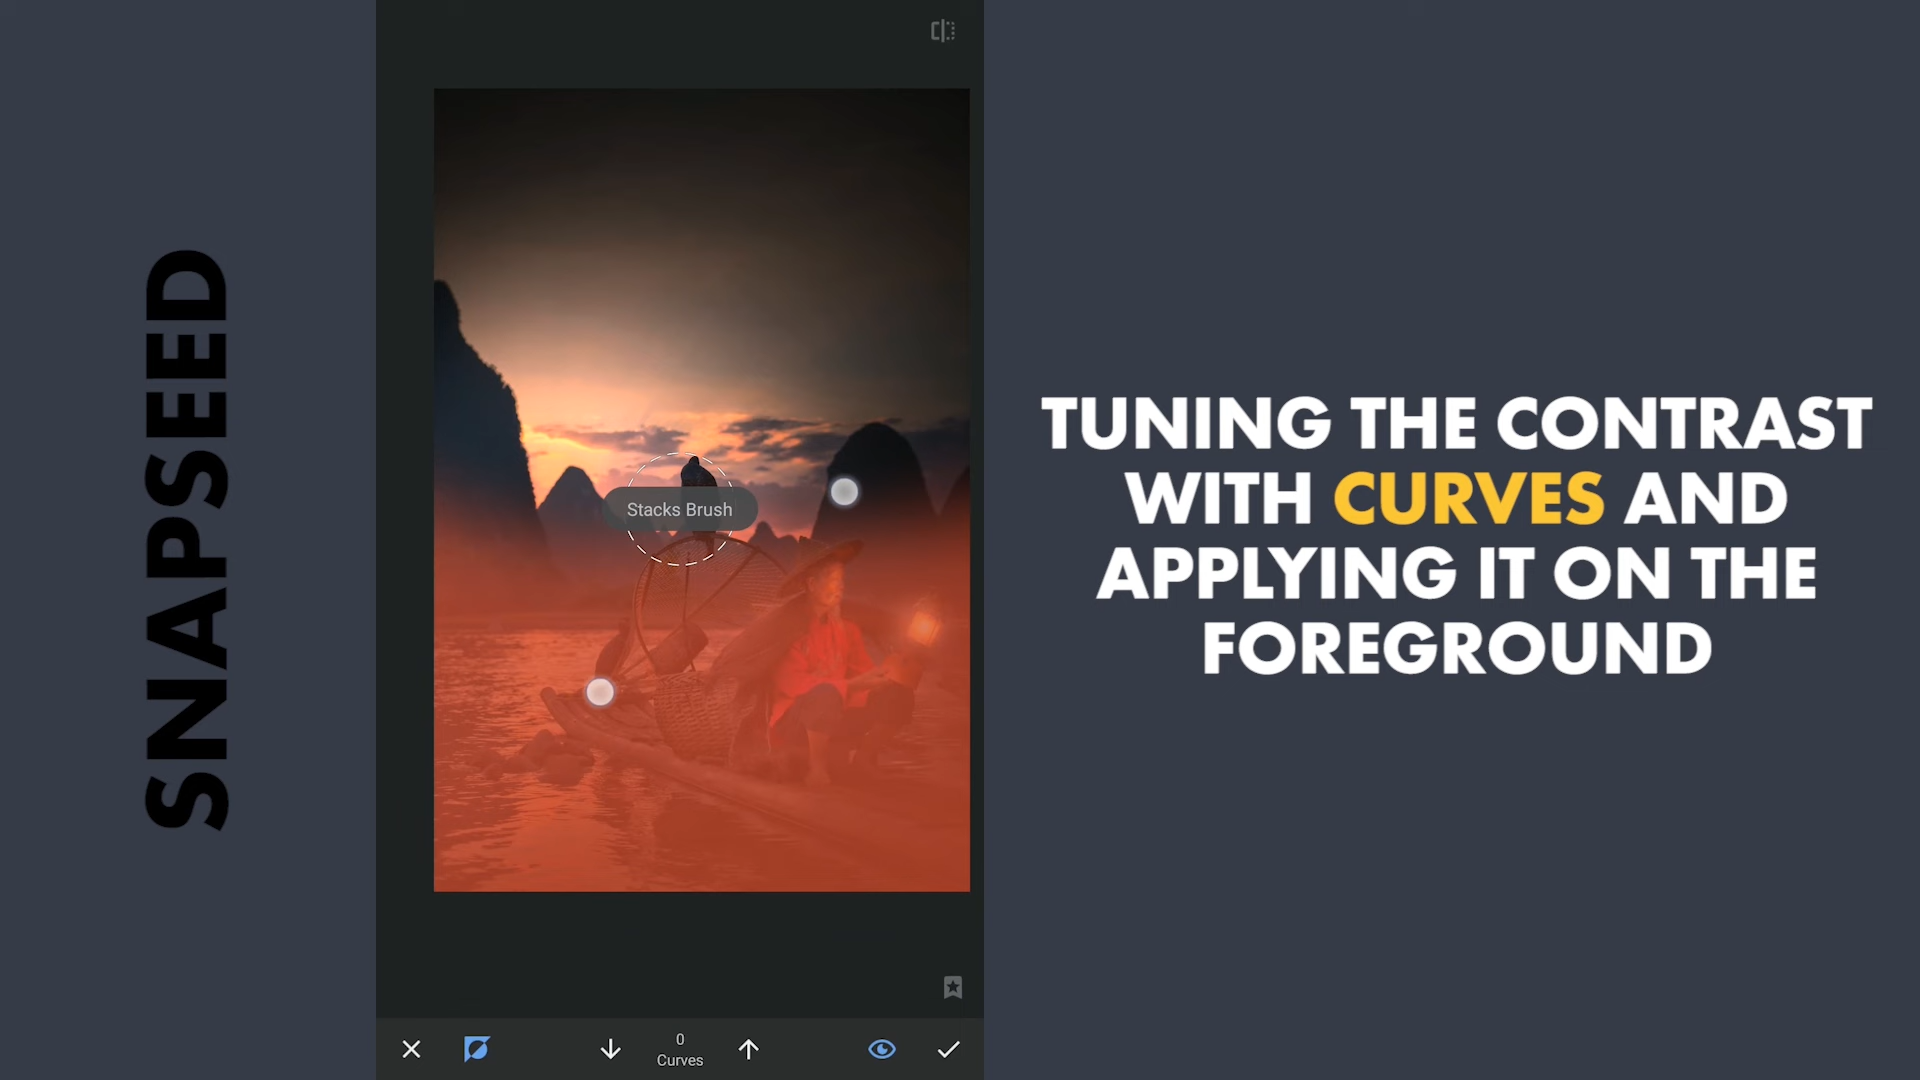 SNAPSEED
Stacks Brush
0
Curves
TUNING THE CONTRAST
WITH CURVES AND
APPLYING IT ON THE
FOREGROUND